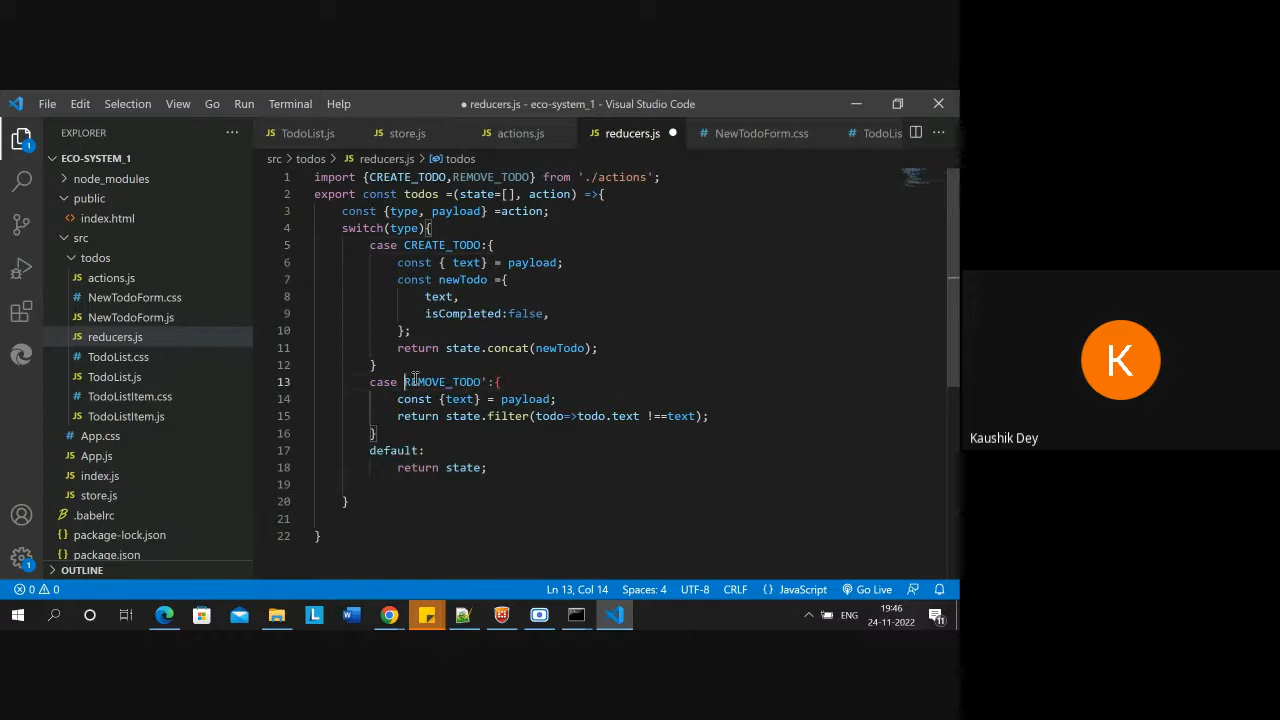 File Edit Selection View Go Run Terminal Help
● reducers.js - eco-system_1 - Visual Studio Code
EXPLORER
JS TodoList.js JS store.js JS actions.js JS reducers.js ● # NewTodoForm.css JS TodoLis
ECO-SYSTEM_1
node_modules
public
index.html
src
todos
JS actions.js
# NewTodoForm.css
JS NewTodoForm.js
JS reducers.js
# TodoList.css
JS TodoList.js
# TodoListItem.css
JS TodoListItem.js
# App.css
JS App.js
JS index.js
JS store.js
.babelrc
package-lock.json
package.json
OUTLINE
src > todos > JS reducers.js > todos
1 import {CREATE_TODO,REMOVE_TODO} from './actions';
2 export const todos =(state=[], action) =>{
3 const {type, payload} =action;
4 switch(type){
5 case CREATE_TODO:{
6 const { text} = payload;
7 const newTodo ={
8 text,
9 isCompleted:false,
10 };
11 return state.concat(newTodo);
12 }
13 case REMOVE_TODO':{
14 const {text} = payload;
15 return state.filter(todo=>todo.text !==text);
16 }
17 default:
18 return state;
19
20 }
21
22 }
0 0 Ln 13, Col 14 Spaces: 4 UTF-8 CRLF {} JavaScript Go Live
ENG
19:46
24-11-2022
K
Kaushik Dey